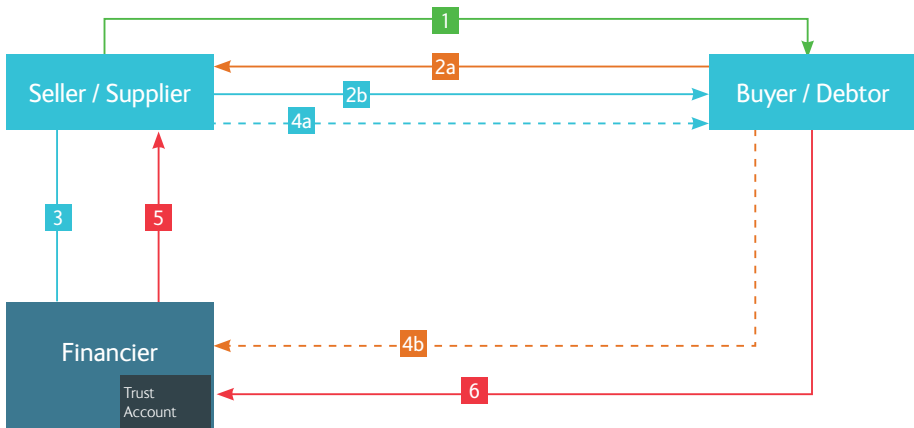 1
2a
Seller / Supplier
2b
Buyer / Debtor
4a
3
5
Financier
4b
Trust
Account
6